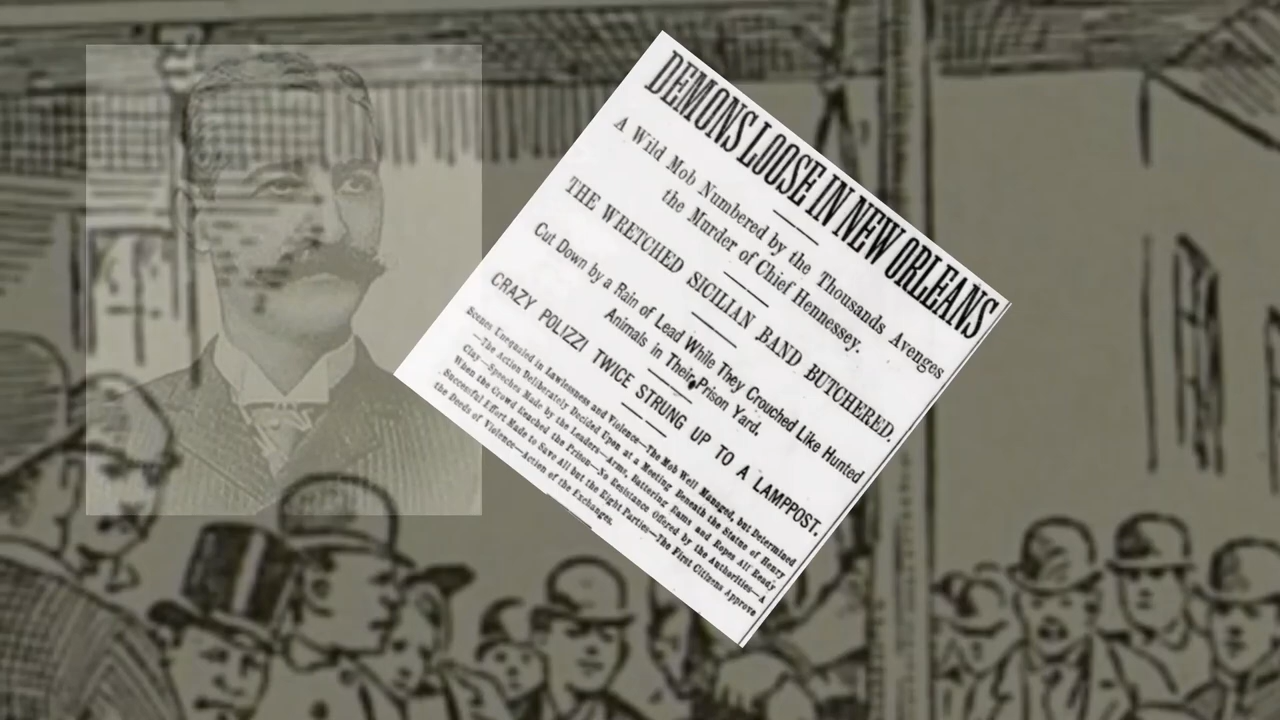 DEMONS LOOSE IN NEW ORLEANS
A Wild Mob Numbered by the Thousands Avenges
the Murder of Chief Hennessey.
THE WRETCHED SICILIAN BAND BUTCHERED.
Cut Down by a Rain of Lead While They Crouched Like Hunted
Animals in Their Prison Yard.
CRAZY POLIZZI TWICE STRUNG UP TO A LAMPPOST.
Scenes Unequaled in Lawlessness and Violence—The Mob Well Managed, but Determined
—The Action Deliberately Decided Upon at a Meeting Beneath the Statue of Henry
Clay—Speeches Made by the Leaders—Arms, Battering Rams and Ropes All Ready
When the Crowd Reached the Prison—No Resistance Offered by the Authorities—A
Successful Effort Made to Save All but the Eight Parties—The First Citizens Approve
the Deeds of Violence—Action of the Exchanges.